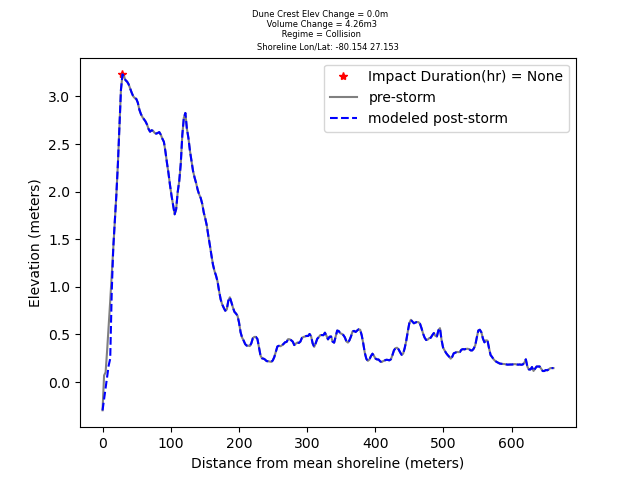 Dune Crest Elev Change = 0.0m
Volume Change = 4.26m3
Regime = Collision
Shoreline Lon/Lat: -80.154 27.153
Impact Duration(hr) = None
pre-storm
modeled post-storm
Elevation (meters)
3.0
2.5
2.0
1.5
1.0
0.5
0.0
0 100 200 300 400 500 600
Distance from mean shoreline (meters)